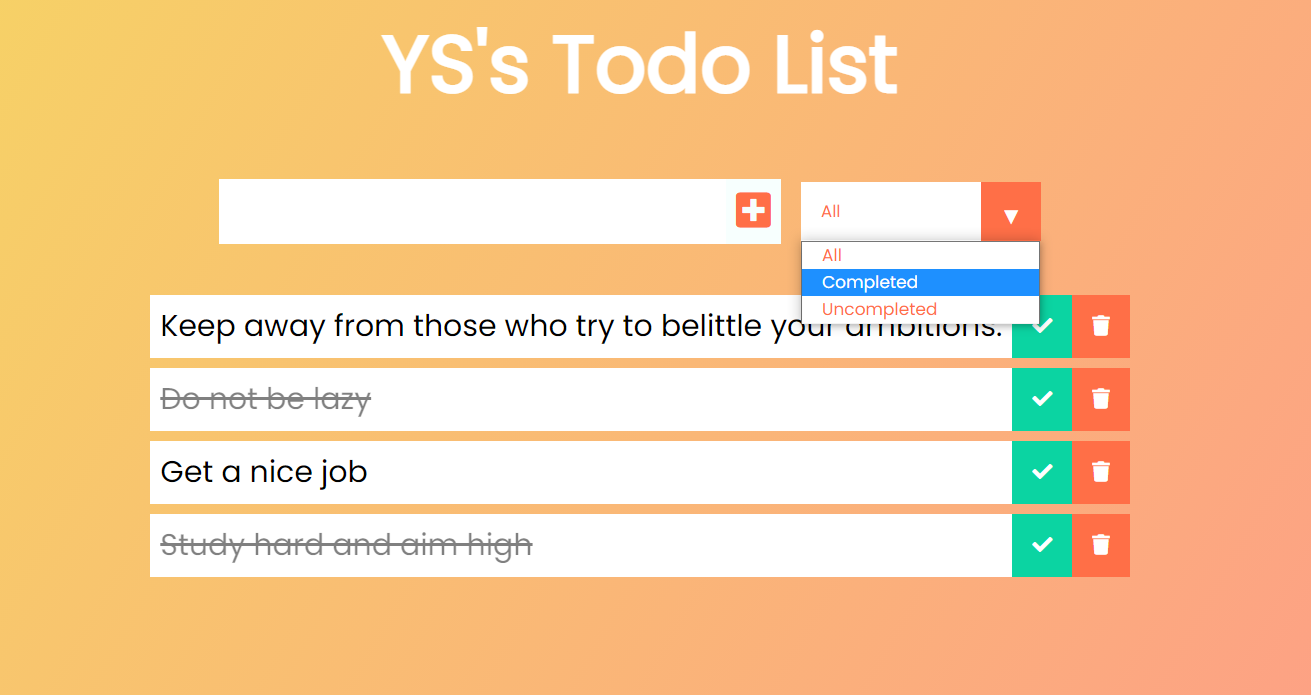 YS's Todo List
All
All
Completed
Uncompleted
Keep away from those who try to belittle your ambitions.
Do not be lazy
Get a nice job
Study hard and aim high